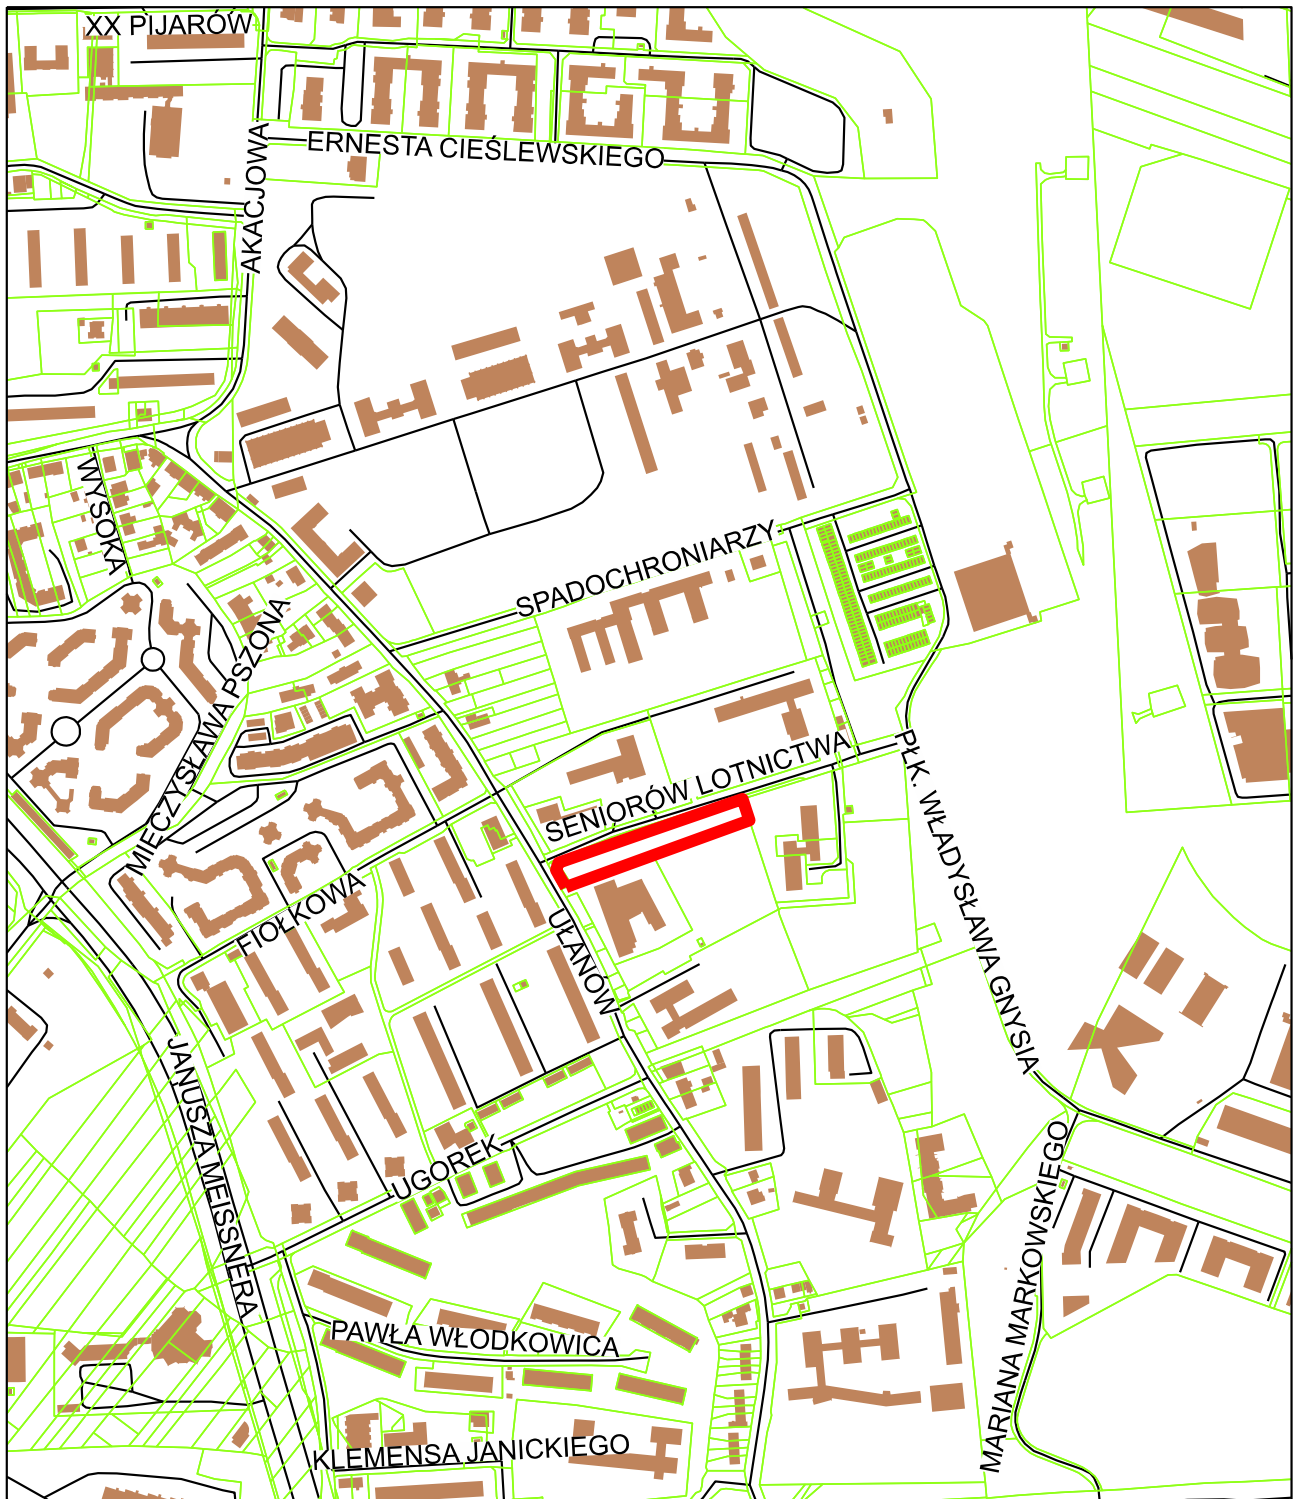 XX PIJARÓW
ERNESTA CIEŚLEWSKIEGO
AKACJOWA
WYSOKA
SPADOCHRONIARZY
MIECZYSŁAWA PSZONA
SENIORÓW LOTNICTWA
PŁK. WŁADYSŁAWA GNYSIA
FIOŁKOWA
UŁANÓW
JANUSZA MEISSNERA
UGOREK
MARIANA MARKOWSKIEGO
PAWŁA WŁODKOWICA
KLEMENSA JANICKIEGO